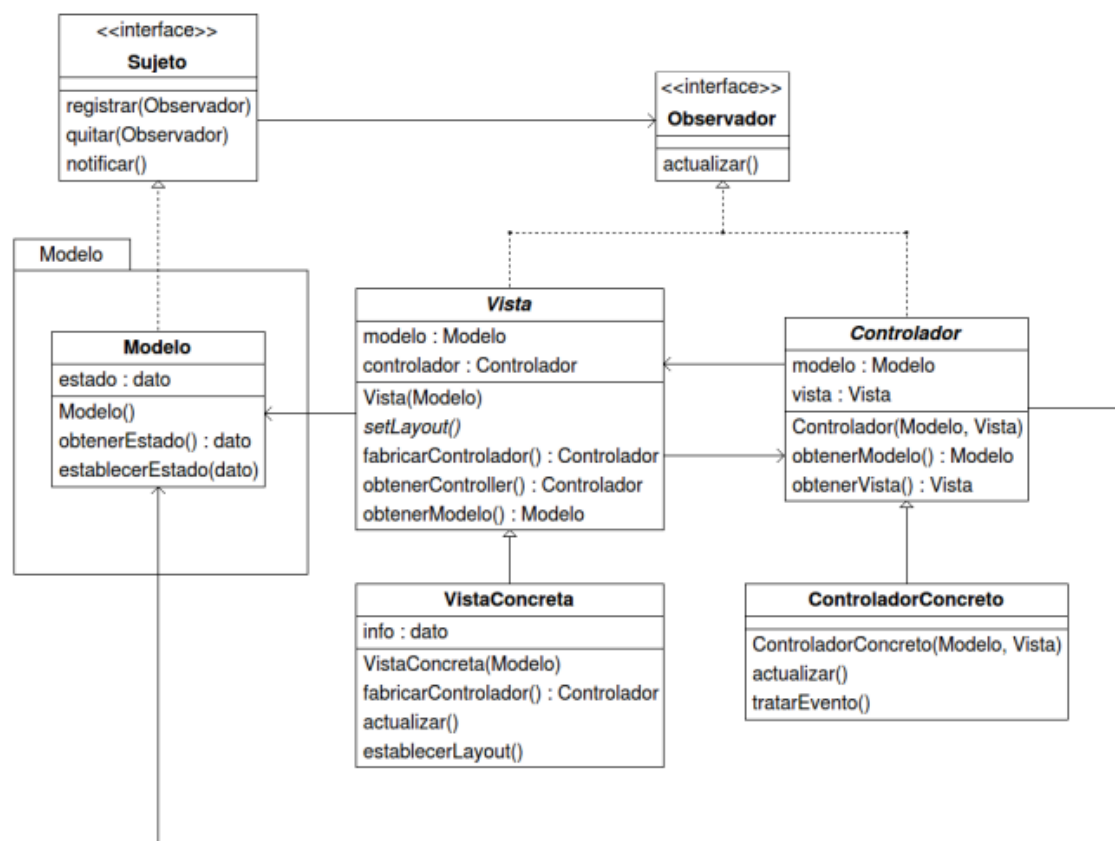 <<interface>>
Sujeto
registrar(Observador)
quitar(Observador)
notificar()
<<interface>>
Observador
actualizar()
Modelo
Modelo
estado : dato
Modelo()
obtenerEstado() : dato
establecerEstado(dato)
Vista
modelo : Modelo
controlador : Controlador
Vista(Modelo)
setLayout()
fabricarControlador() : Controlador
obtenerController() : Controlador
obtenerModelo() : Modelo
Controlador
modelo : Modelo
vista : Vista
Controlador(Modelo, Vista)
obtenerModelo() : Modelo
obtenerVista() : Vista
VistaConcreta
info : dato
VistaConcreta(Modelo)
fabricarControlador() : Controlador
actualizar()
establecerLayout()
ControladorConcreto
ControladorConcreto(Modelo, Vista)
actualizar()
tratarEvento()